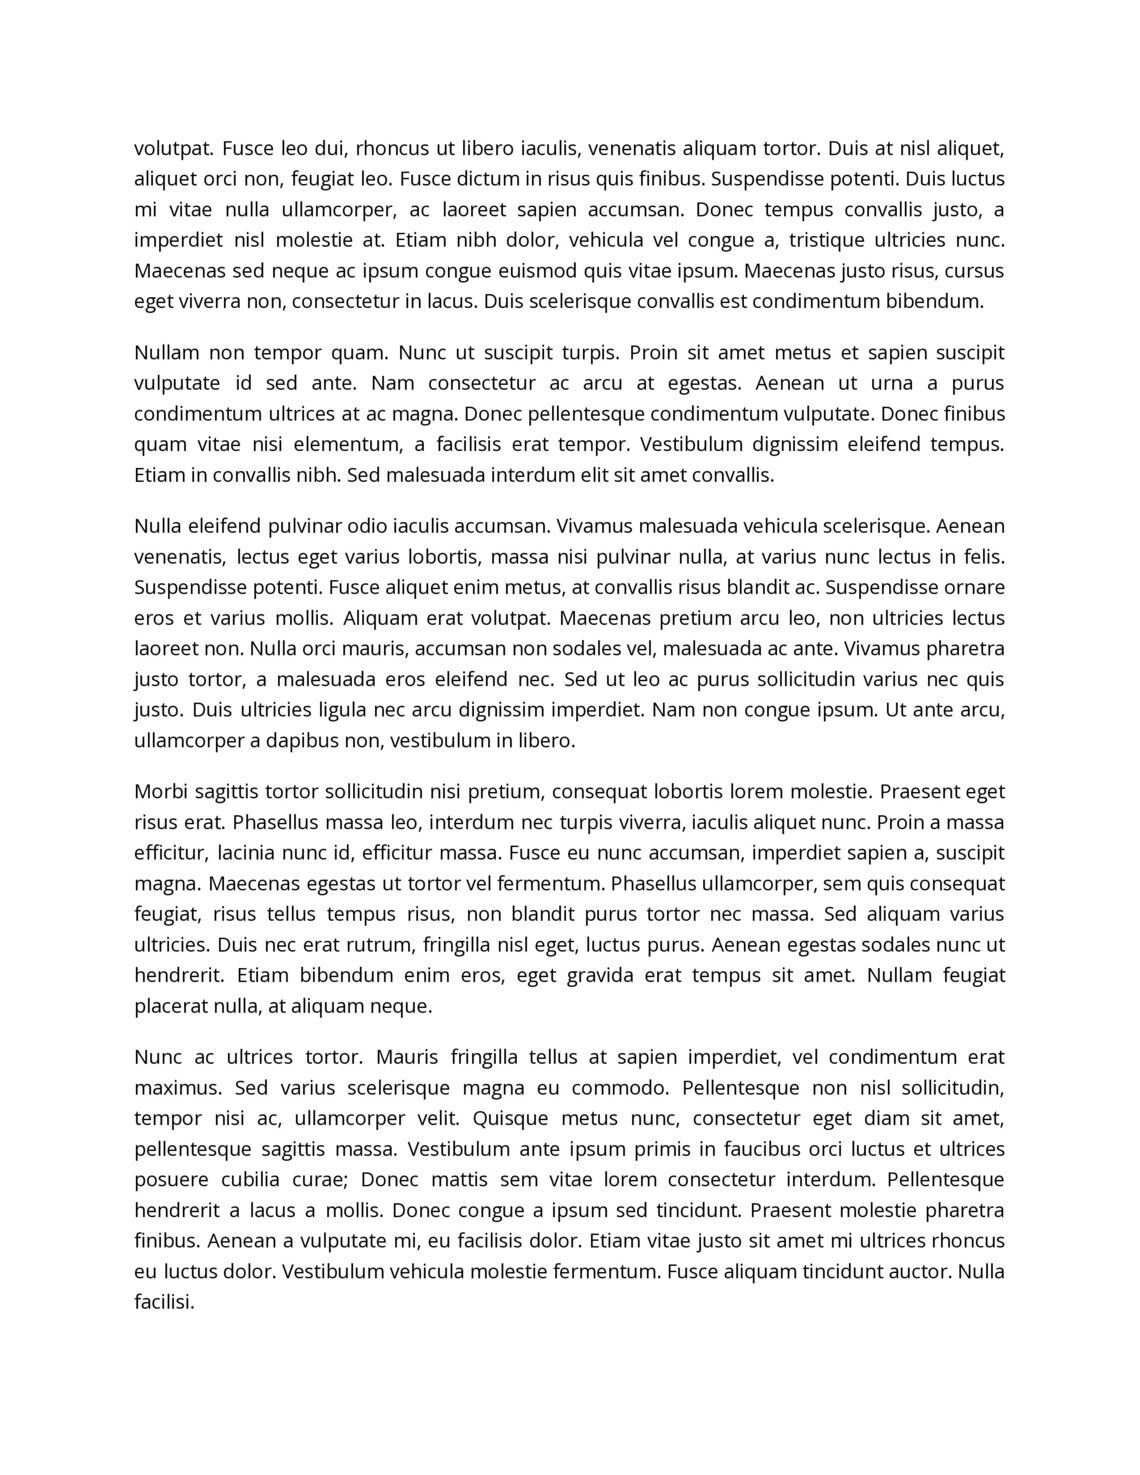 volutpat. Fusce leo dui, rhoncus ut libero iaculis, venenatis aliquam tortor. Duis at nisl aliquet,
aliquet orci non, feugiat leo. Fusce dictum in risus quis finibus. Suspendisse potenti. Duis luctus
mi vitae nulla ullamcorper, ac laoreet sapien accumsan. Donec tempus convallis justo, a
imperdiet nisl molestie at. Etiam nibh dolor, vehicula vel congue a, tristique ultricies nunc.
Maecenas sed neque ac ipsum congue euismod quis vitae ipsum. Maecenas justo risus, cursus
eget viverra non, consectetur in lacus. Duis scelerisque convallis est condimentum bibendum.
Nullam non tempor quam. Nunc ut suscipit turpis. Proin sit amet metus et sapien suscipit
vulputate id sed ante. Nam consectetur ac arcu at egestas. Aenean ut urna a purus
condimentum ultrices at ac magna. Donec pellentesque condimentum vulputate. Donec finibus
quam vitae nisi elementum, a facilisis erat tempor. Vestibulum dignissim eleifend tempus.
Etiam in convallis nibh. Sed malesuada interdum elit sit amet convallis.
Nulla eleifend pulvinar odio iaculis accumsan. Vivamus malesuada vehicula scelerisque. Aenean
venenatis, lectus eget varius lobortis, massa nisi pulvinar nulla, at varius nunc lectus in felis.
Suspendisse potenti. Fusce aliquet enim metus, at convallis risus blandit ac. Suspendisse ornare
eros et varius mollis. Aliquam erat volutpat. Maecenas pretium arcu leo, non ultricies lectus
laoreet non. Nulla orci mauris, accumsan non sodales vel, malesuada ac ante. Vivamus pharetra
justo tortor, a malesuada eros eleifend nec. Sed ut leo ac purus sollicitudin varius nec quis
justo. Duis ultricies ligula nec arcu dignissim imperdiet. Nam non congue ipsum. Ut ante arcu,
ullamcorper a dapibus non, vestibulum in libero.
Morbi sagittis tortor sollicitudin nisi pretium, consequat lobortis lorem molestie. Praesent eget
risus erat. Phasellus massa leo, interdum nec turpis viverra, iaculis aliquet nunc. Proin a massa
efficitur, lacinia nunc id, efficitur massa. Fusce eu nunc accumsan, imperdiet sapien a, suscipit
magna. Maecenas egestas ut tortor vel fermentum. Phasellus ullamcorper, sem quis consequat
feugiat, risus tellus tempus risus, non blandit purus tortor nec massa. Sed aliquam varius
ultricies. Duis nec erat rutrum, fringilla nisl eget, luctus purus. Aenean egestas sodales nunc ut
hendrerit. Etiam bibendum enim eros, eget gravida erat tempus sit amet. Nullam feugiat
placerat nulla, at aliquam neque.
Nunc ac ultrices tortor. Mauris fringilla tellus at sapien imperdiet, vel condimentum erat
maximus. Sed varius scelerisque magna eu commodo. Pellentesque non nisl sollicitudin,
tempor nisi ac, ullamcorper velit. Quisque metus nunc, consectetur eget diam sit amet,
pellentesque sagittis massa. Vestibulum ante ipsum primis in faucibus orci luctus et ultrices
posuere cubilia curae; Donec mattis sem vitae lorem consectetur interdum. Pellentesque
hendrerit a lacus a mollis. Donec congue a ipsum sed tincidunt. Praesent molestie pharetra
finibus. Aenean a vulputate mi, eu facilisis dolor. Etiam vitae justo sit amet mi ultrices rhoncus
eu luctus dolor. Vestibulum vehicula molestie fermentum. Fusce aliquam tincidunt auctor. Nulla
facilisi.